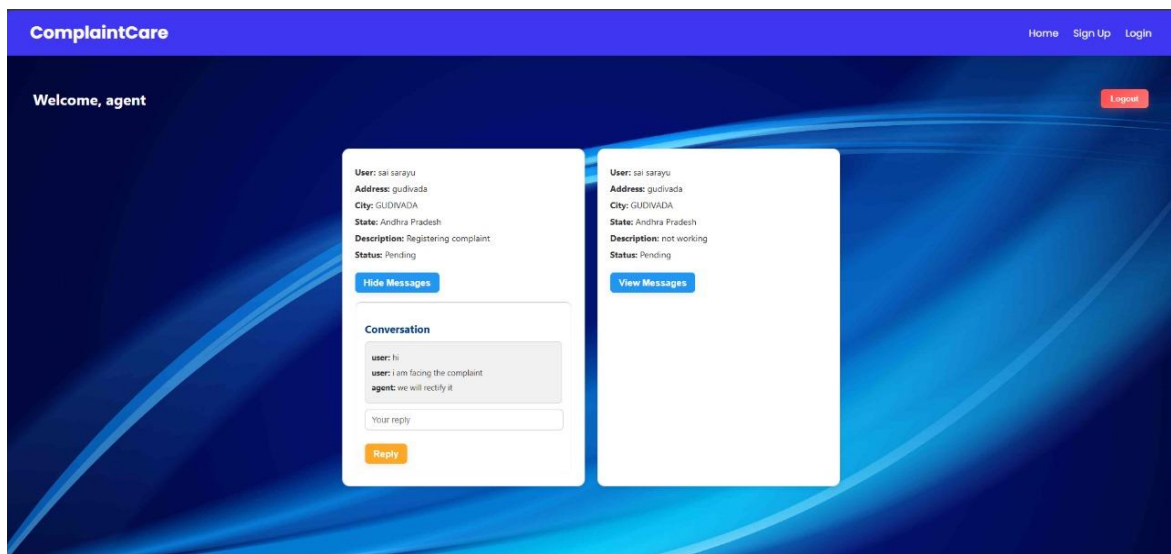 ComplaintCare
Home Sign Up Login
Welcome, agent
Logout
User: sai sarayu
Address: gudivada
City: GUDIVADA
State: Andhra Pradesh
Description: Registering complaint
Status: Pending
Hide Messages
Conversation
user: hi
user: i am facing the complaint
agent: we will rectify it
Your reply
Reply
User: sai sarayu
Address: gudivada
City: GUDIVADA
State: Andhra Pradesh
Description: not working
Status: Pending
View Messages